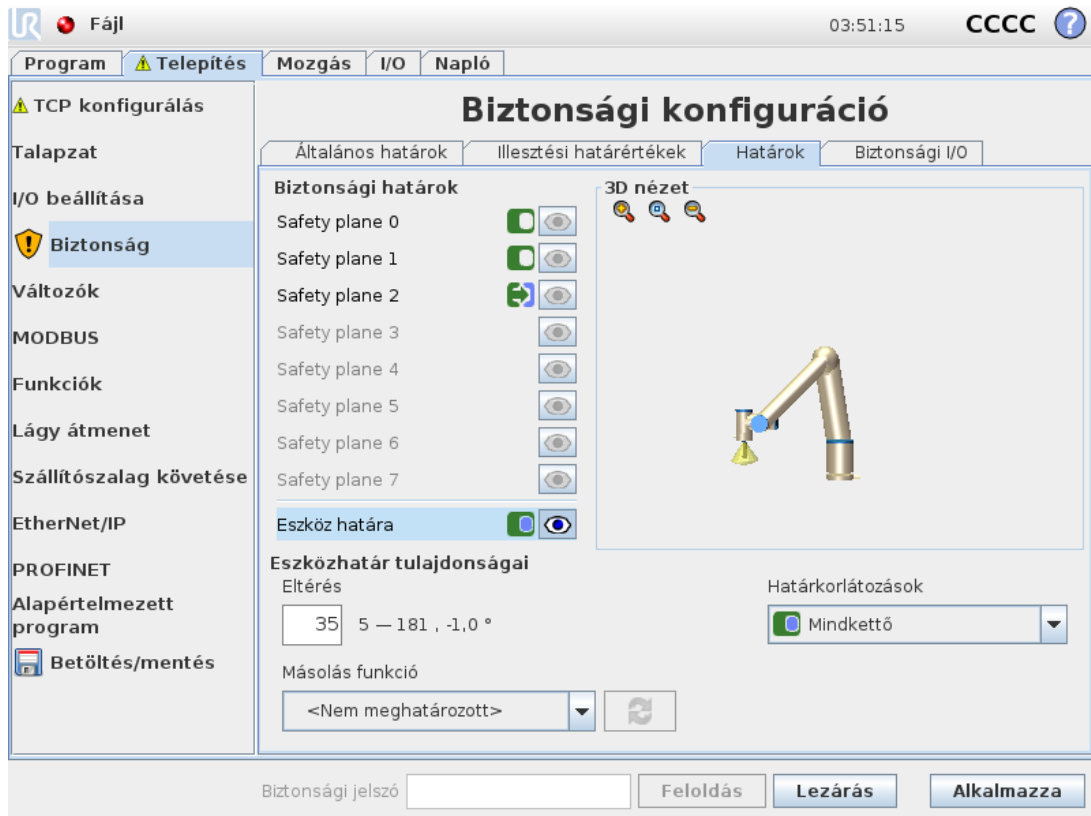 UR Fájl 03:51:15 CCCC ?
Program Telepítés Mozgás I/O Napló
TCP konfigurálás
Talapzat
I/O beállítása
Biztonság
Változók
MODBUS
Funkciók
Lágy átmenet
Szállítószalag követése
EtherNet/IP
PROFINET
Alapértelmezett
program
Betöltés/mentés
Biztonsági konfiguráció
Általános határok Illesztési határértékek Határok Biztonsági I/O
Biztonsági határok
Safety plane 0
Safety plane 1
Safety plane 2
Safety plane 3
Safety plane 4
Safety plane 5
Safety plane 6
Safety plane 7
Eszköz határa
3D nézet
Eszközhatár tulajdonságai
Eltérés
35 5 — 181 , -1,0 °
Határkorlátozások
Mindkettő
Másolás funkció
<Nem meghatározott>
Biztonsági jelszó Feloldás Lezárás Alkalmazza